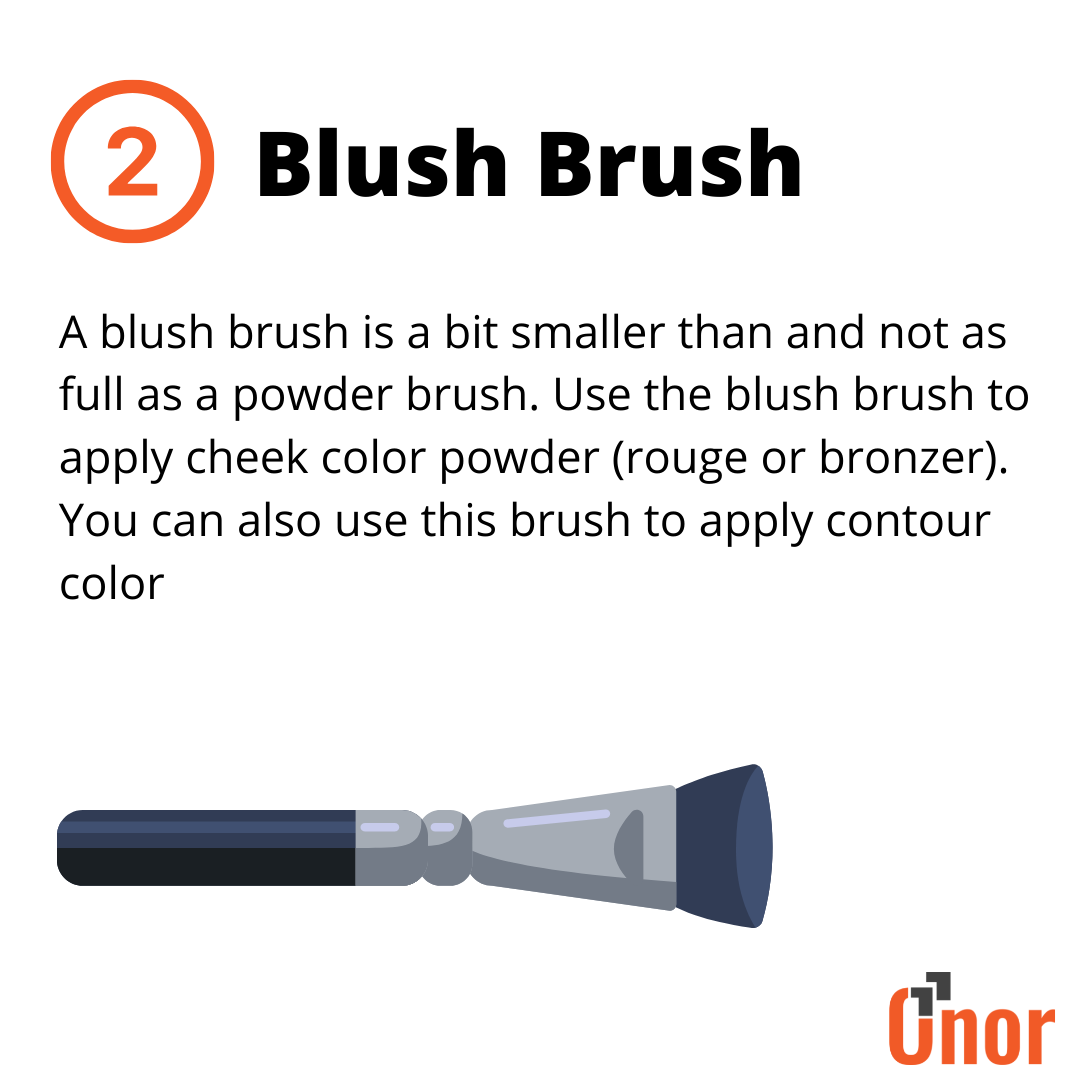 2
Blush Brush
A blush brush is a bit smaller than and not as
full as a powder brush. Use the blush brush to
apply cheek color powder (rouge or bronzer).
You can also use this brush to apply contour
color
Onor